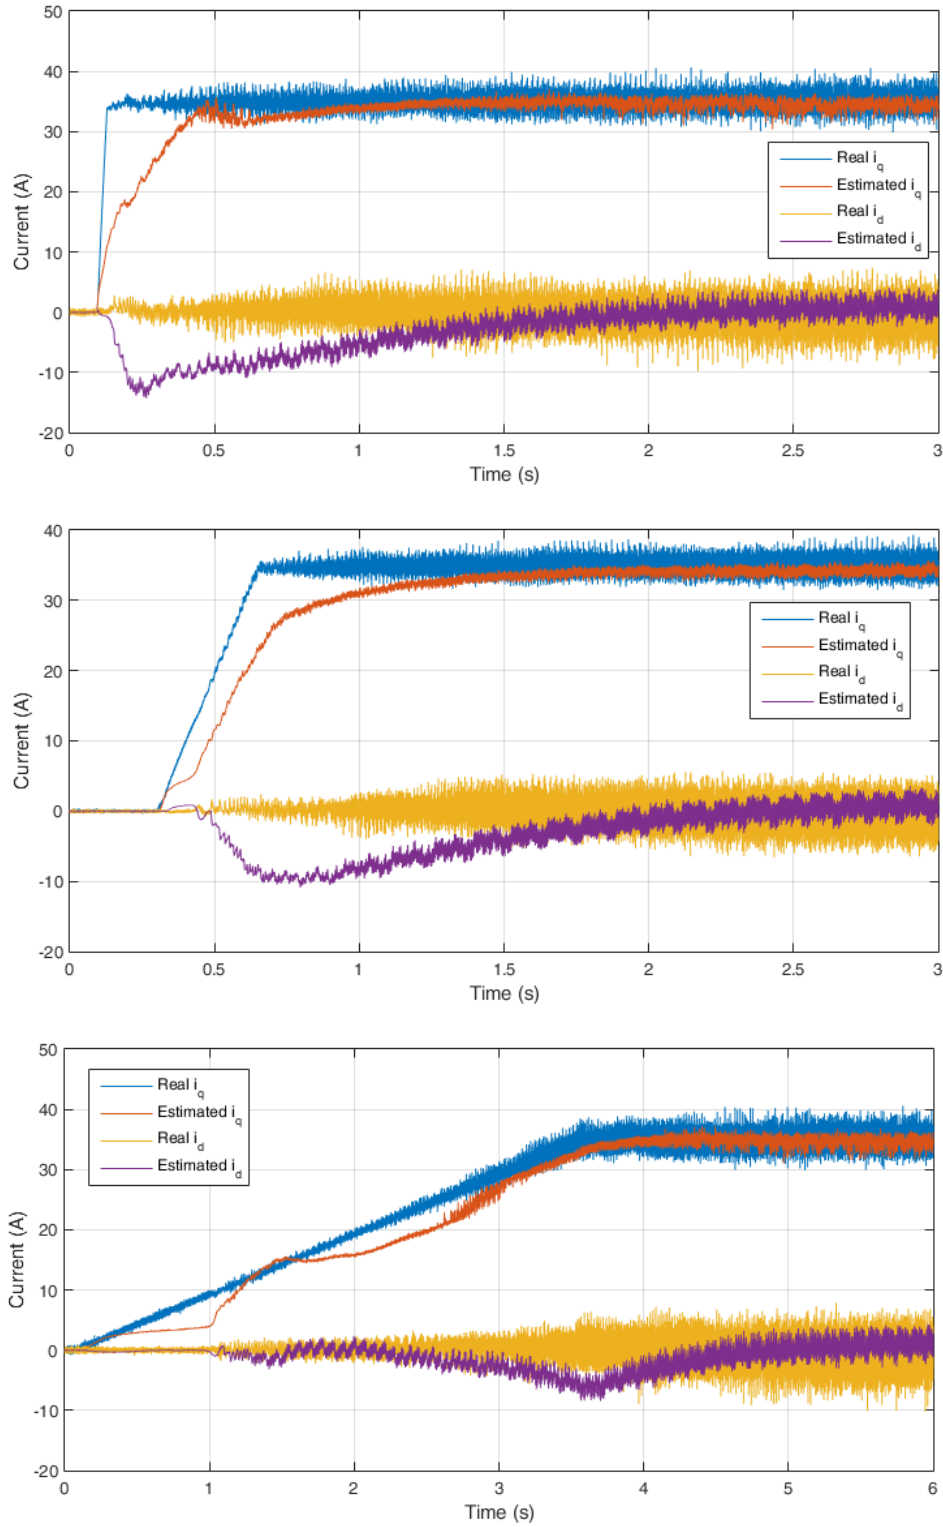 50
40
30
20
10
0
-10
-20
Current (A)
Real i_q
Estimated i_q
Real i_d
Estimated i_d
0 0.5 1 1.5 2 2.5 3
Time (s)
40
30
20
10
0
-10
-20
Current (A)
Real i_q
Estimated i_q
Real i_d
Estimated i_d
0 0.5 1 1.5 2 2.5 3
Time (s)
50
40
30
20
10
0
-10
-20
Current (A)
Real i_q
Estimated i_q
Real i_d
Estimated i_d
0 1 2 3 4 5 6
Time (s)